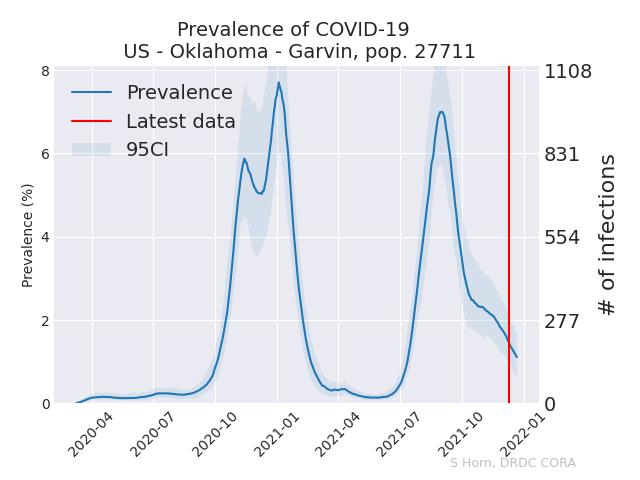 Prevalence of COVID-19
US - Oklahoma - Garvin, pop. 27711
Prevalence
Latest data
95CI
Prevalence (%)
8
6
4
2
0
1108
831
554
277
0
# of infections
2020-04
2020-07
2020-10
2021-01
2021-04
2021-07
2021-10
2022-01
S Horn, DRDC CORA